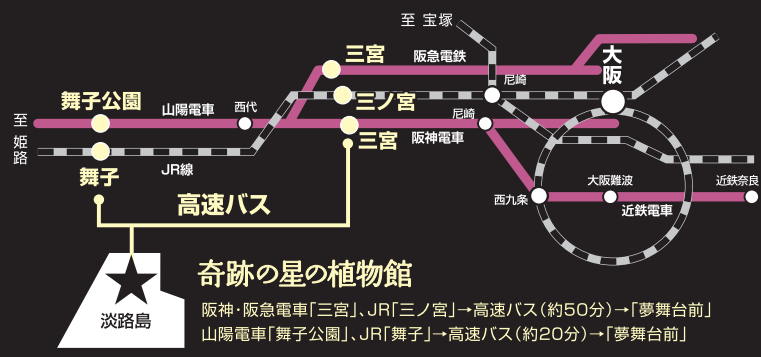 至 宝塚
三宮
阪急電鉄
大阪
尼崎
舞子公園
山陽電車
西代
三ノ宮
至 姫路
尼崎
三宮
阪神電車
舞子
JR線
大阪難波
近鉄奈良
西九条
近鉄電車
高速バス
奇跡の星の植物館
淡路島
阪神・阪急電車「三宮」、JR「三ノ宮」→高速バス（約50分）→「夢舞台前」
山陽電車「舞子公園」、JR「舞子」→高速バス（約20分）→「夢舞台前」